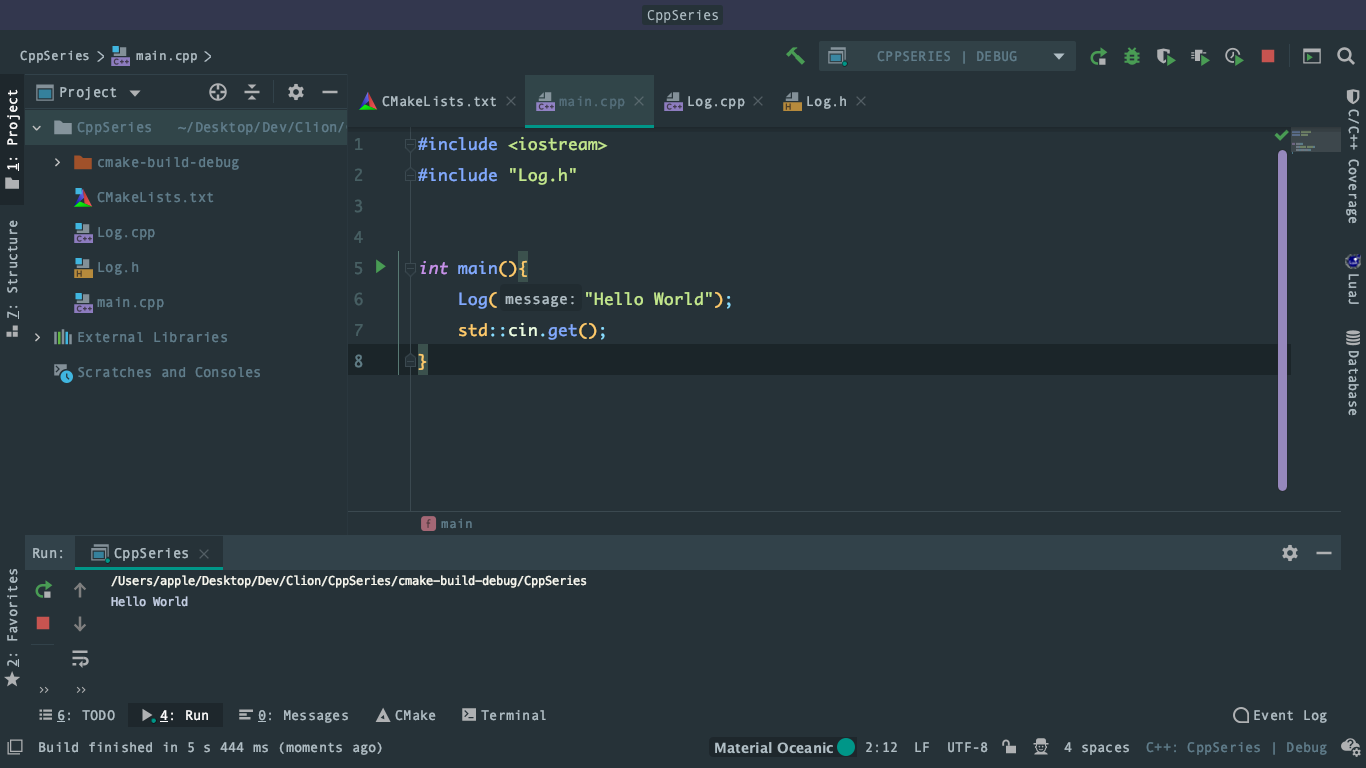 CppSeries
CppSeries main.cpp
CPPSERIES | DEBUG
1: Project
Z: Structure
2: Favorites
Project
CppSeries ~/Desktop/Dev/Clion/
cmake-build-debug
CMakeLists.txt
Log.cpp
Log.h
main.cpp
External Libraries
Scratches and Consoles
CMakeLists.txt main.cpp Log.cpp Log.h
1 #include <iostream>
2 #include "Log.h"
3
4
5 int main(){
6 Log( message: "Hello World");
7 std::cin.get();
8 }
f main
C/C++ Coverage
LuaJ
Database
Run: CppSeries
/Users/apple/Desktop/Dev/Clion/CppSeries/cmake-build-debug/CppSeries
Hello World
6: TODO 4: Run 0: Messages CMake Terminal Event Log
Build finished in 5 s 444 ms (moments ago) Material Oceanic 2:12 LF UTF-8 4 spaces C++: CppSeries | Debug